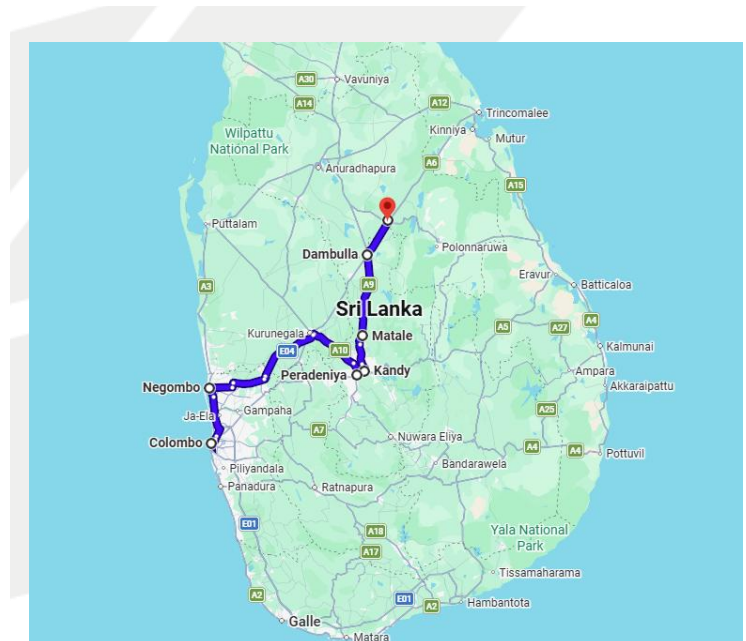 A30
Vavuniya
A14
A12
Trincomalee
Kinniya
Mutur
Wilpattu
National Park
Anuradhapura
A6
A15
Puttalam
Polonnaruwa
Dambulla
Eravur
Batticaloa
A3
A9
Sri Lanka
A4
Kurunegala
A5
A27
Matale
Kalmunai
E04
A10
Kandy
Peradeniya
Ampara
Negombo
Akkaraipattu
Ja-Ela
Gampaha
A25
A7
Colombo
Nuwara Eliya
A4
A4
Pottuvil
Bandarawela
Piliyandala
Panadura
Ratnapura
E01
A18
Yala National
Park
A17
Tissamaharama
A2
E01
A2
Hambantota
Galle
Matara